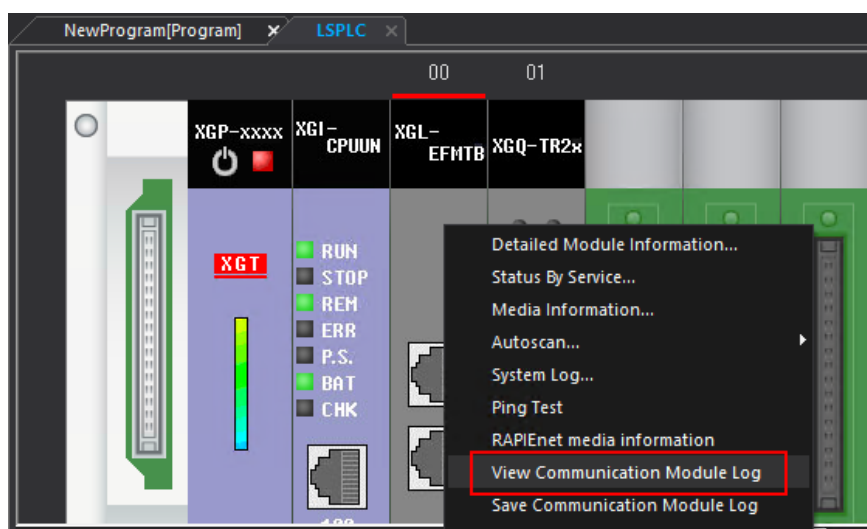 NewProgram[Program] ×
LSPLC ×
00 01
XGP-xxxx
XGI-
CPUUN
XGL-
EFMTB
XGQ-TR2x
XGT
RUN
STOP
REM
ERR
P.S.
BAT
CHK
Detailed Module Information...
Status By Service...
Media Information...
Autoscan...
System Log...
Ping Test
RAPIEnet media information
View Communication Module Log
Save Communication Module Log